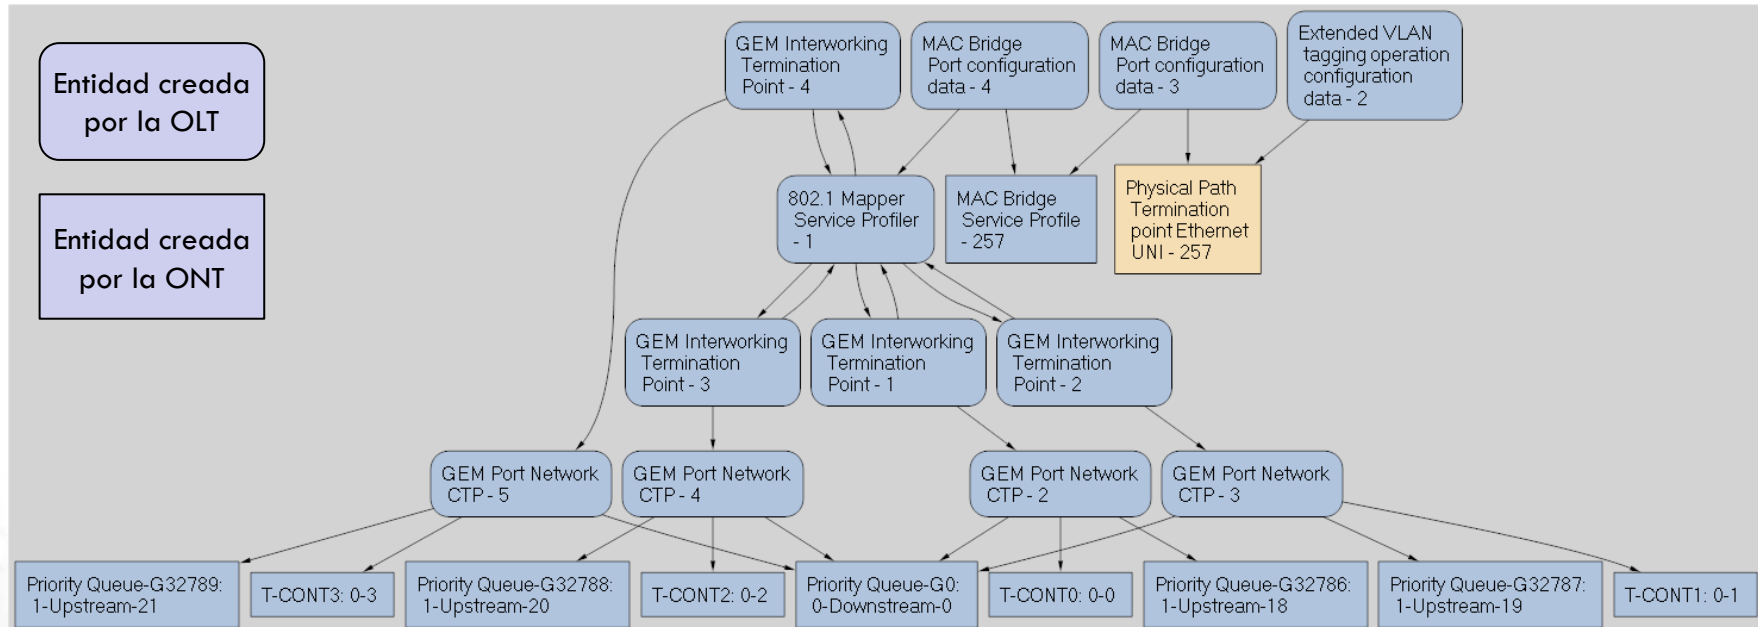 Entidad creada
por la OLT
Entidad creada
por la ONT
GEM Interworking
Termination
Point - 4
MAC Bridge
Port configuration
data - 4
MAC Bridge
Port configuration
data - 3
Extended VLAN
tagging operation
configuration
data - 2
802.1 Mapper
Service Profiler
- 1
MAC Bridge
Service Profile
- 257
Physical Path
Termination
point Ethernet
UNI - 257
GEM Interworking
Termination
Point - 3
GEM Interworking
Termination
Point - 1
GEM Interworking
Termination
Point - 2
GEM Port Network
CTP - 5
GEM Port Network
CTP - 4
GEM Port Network
CTP - 2
GEM Port Network
CTP - 3
Priority Queue-G32789:
1-Upstream-21
T-CONT3: 0-3
Priority Queue-G32788:
1-Upstream-20
T-CONT2: 0-2
Priority Queue-G0:
0-Downstream-0
T-CONT0: 0-0
Priority Queue-G32786:
1-Upstream-18
Priority Queue-G32787:
1-Upstream-19
T-CONT1: 0-1